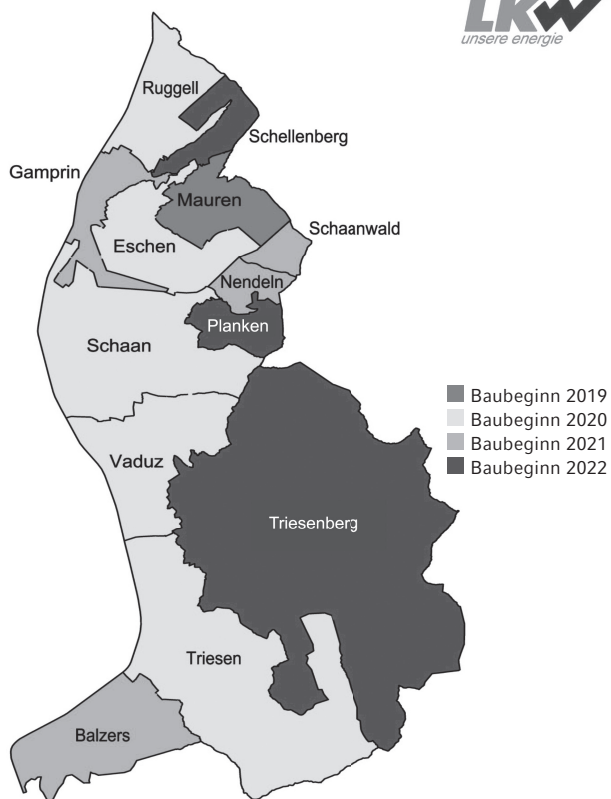 LKW
unsere energie
Ruggell
Schellenberg
Gamprin
Mauren
Schaanwald
Eschen
Nendeln
Planken
Schaan
Baubeginn 2019
Baubeginn 2020
Baubeginn 2021
Baubeginn 2022
Vaduz
Triesenberg
Triesen
Balzers